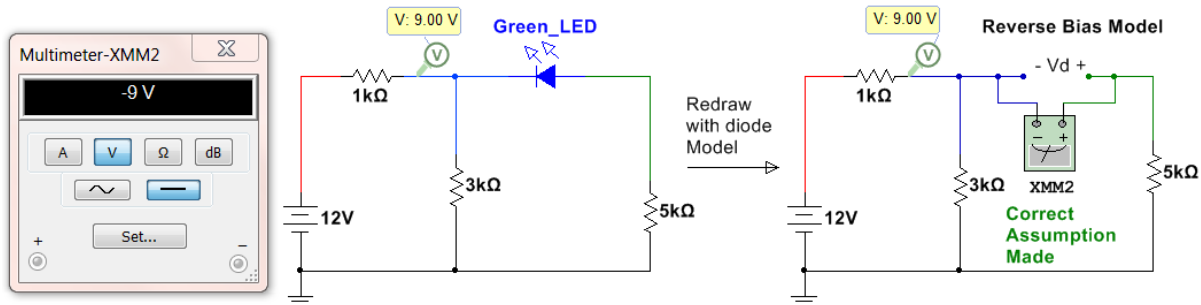 Multimeter-XMM2
X
-9 V
A
V
Ω
dB
Set...
+
−
V: 9.00 V
V
Green_LED
1kΩ
3kΩ
5kΩ
12V
Redraw
with diode
Model
V: 9.00 V
V
Reverse Bias Model
- Vd +
1kΩ
− +
XMM2
3kΩ
5kΩ
12V
Correct
Assumption
Made